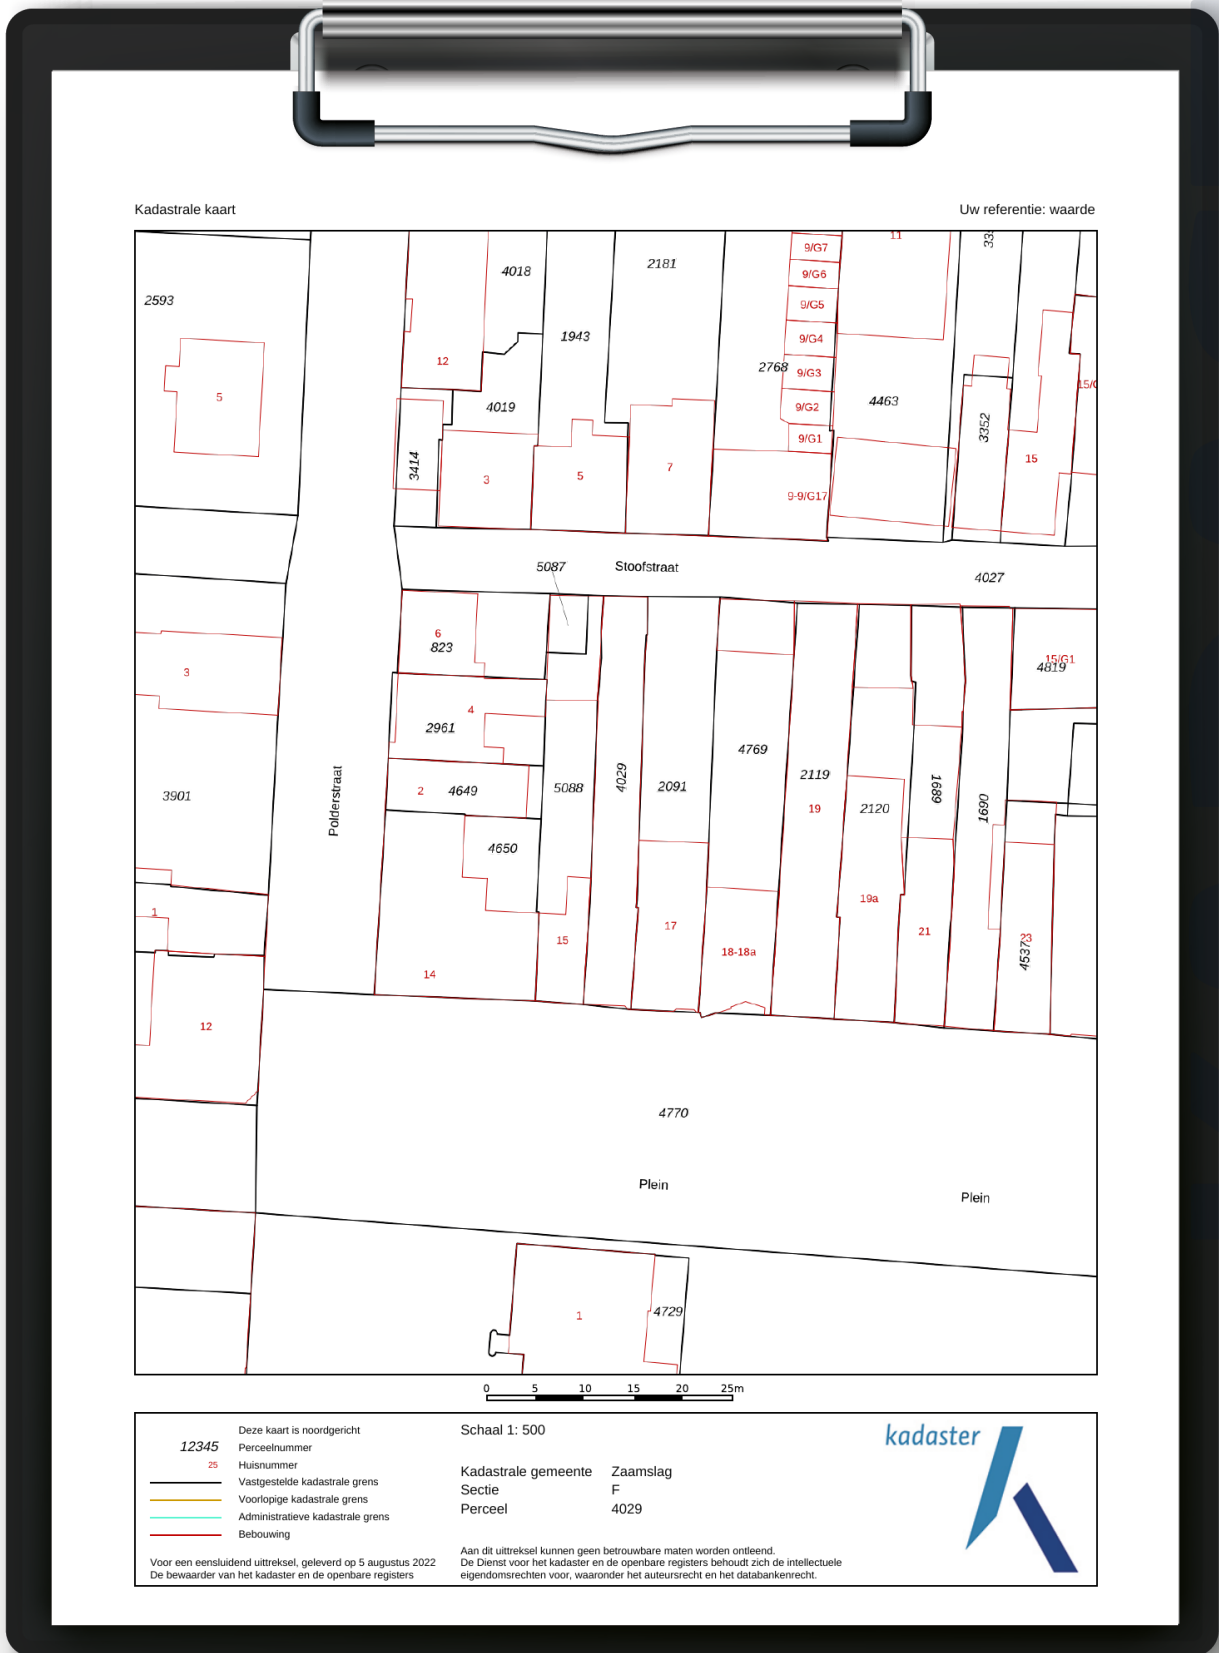 Kadastrale kaart
Uw referentie: waarde
11
9/G7
2181
4018
9/G6
2593
9/G5
1943
9/G4
12
2768
9/G3
5
4463
4019
9/G2
3352
9/G1
15
3414
7
3
5
9-9/G17
5087
Stoofstraat
4027
6
823
15/G1
4819
3
4
2961
4769
2119
4029
2091
5088
2
4649
3901
Polderstraat
19
2120
1689
1690
4650
19a
1
17
21
15
23
18-18a
4537
14
12
4770
Plein
Plein
4729
1
0 5 10 15 20 25m
Deze kaart is noordgericht
12345 Perceelnummer
25 Huisnummer
Vastgestelde kadastrale grens
Voorlopige kadastrale grens
Administratieve kadastrale grens
Bebouwing
Voor een eensluidend uittreksel, geleverd op 5 augustus 2022
De bewaarder van het kadaster en de openbare registers
Schaal 1: 500
Kadastrale gemeente Zaamslag
Sectie F
Perceel 4029
Aan dit uittreksel kunnen geen betrouwbare maten worden ontleend.
De Dienst voor het kadaster en de openbare registers behoudt zich de intellectuele
eigendomsrechten voor, waaronder het auteursrecht en het databankenrecht.
kadaster